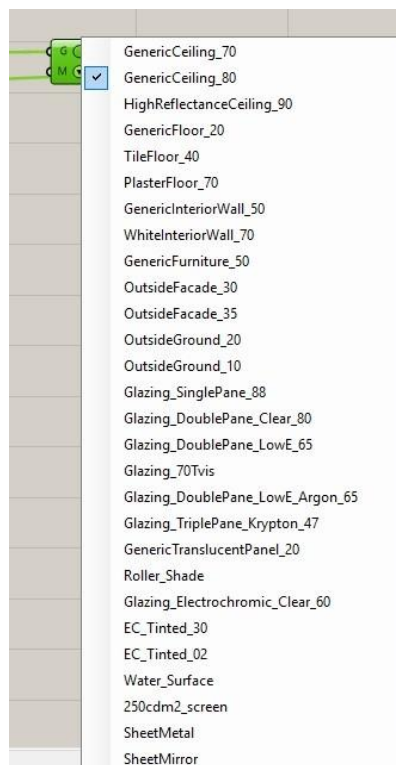 G
M
GenericCeiling_70
GenericCeiling_80
HighReflectanceCeiling_90
GenericFloor_20
TileFloor_40
PlasterFloor_70
GenericInteriorWall_50
WhiteInteriorWall_70
GenericFurniture_50
OutsideFacade_30
OutsideFacade_35
OutsideGround_20
OutsideGround_10
Glazing_SinglePane_88
Glazing_DoublePane_Clear_80
Glazing_DoublePane_LowE_65
Glazing_70Tvis
Glazing_DoublePane_LowE_Argon_65
Glazing_TriplePane_Krypton_47
GenericTranslucentPanel_20
Roller_Shade
Glazing_Electrochromic_Clear_60
EC_Tinted_30
EC_Tinted_02
Water_Surface
250cdm2_screen
SheetMetal
SheetMirror